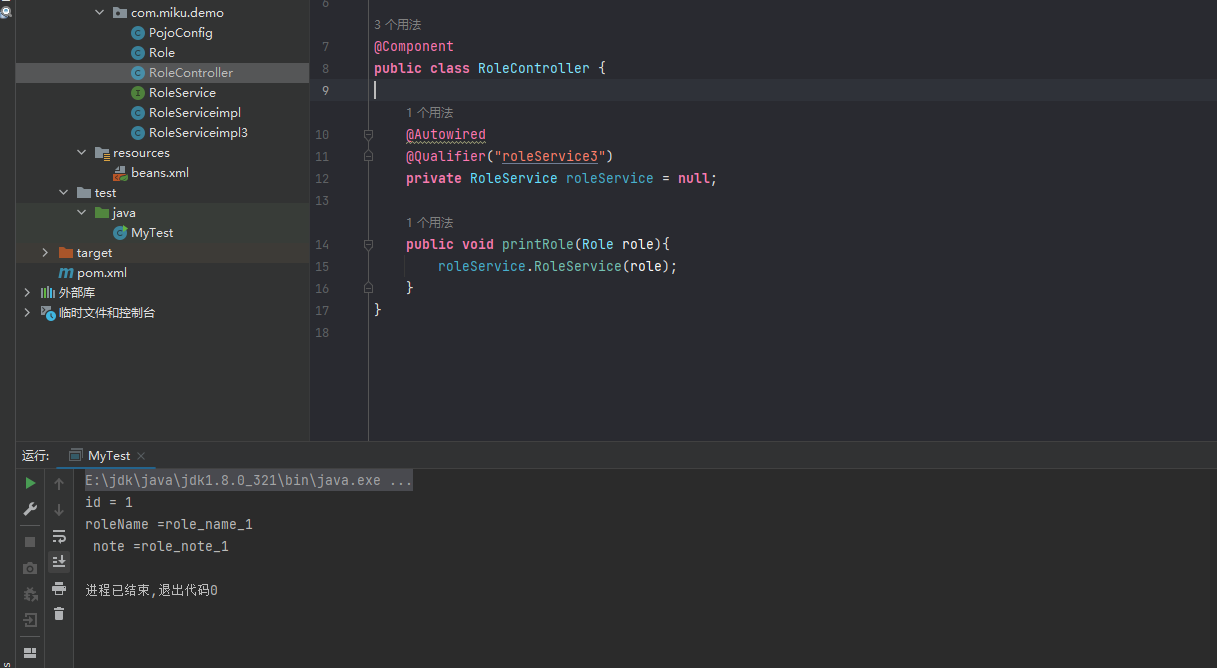 com.miku.demo
PojoConfig
Role
RoleController
RoleService
RoleServiceimpl
RoleServiceimpl3
resources
beans.xml
test
java
MyTest
target
pom.xml
外部库
临时文件和控制台
6
3 个用法
7 @Component
8 public class RoleController {
9
1 个用法
10 @Autowired
11 @Qualifier("roleService3")
12 private RoleService roleService = null;
13
1 个用法
14 public void printRole(Role role){
15 roleService.RoleService(role);
16 }
17 }
18
运行: MyTest
E:\jdk\java\jdk1.8.0_321\bin\java.exe ...
id = 1
roleName =role_name_1
note =role_note_1
进程已结束,退出代码0